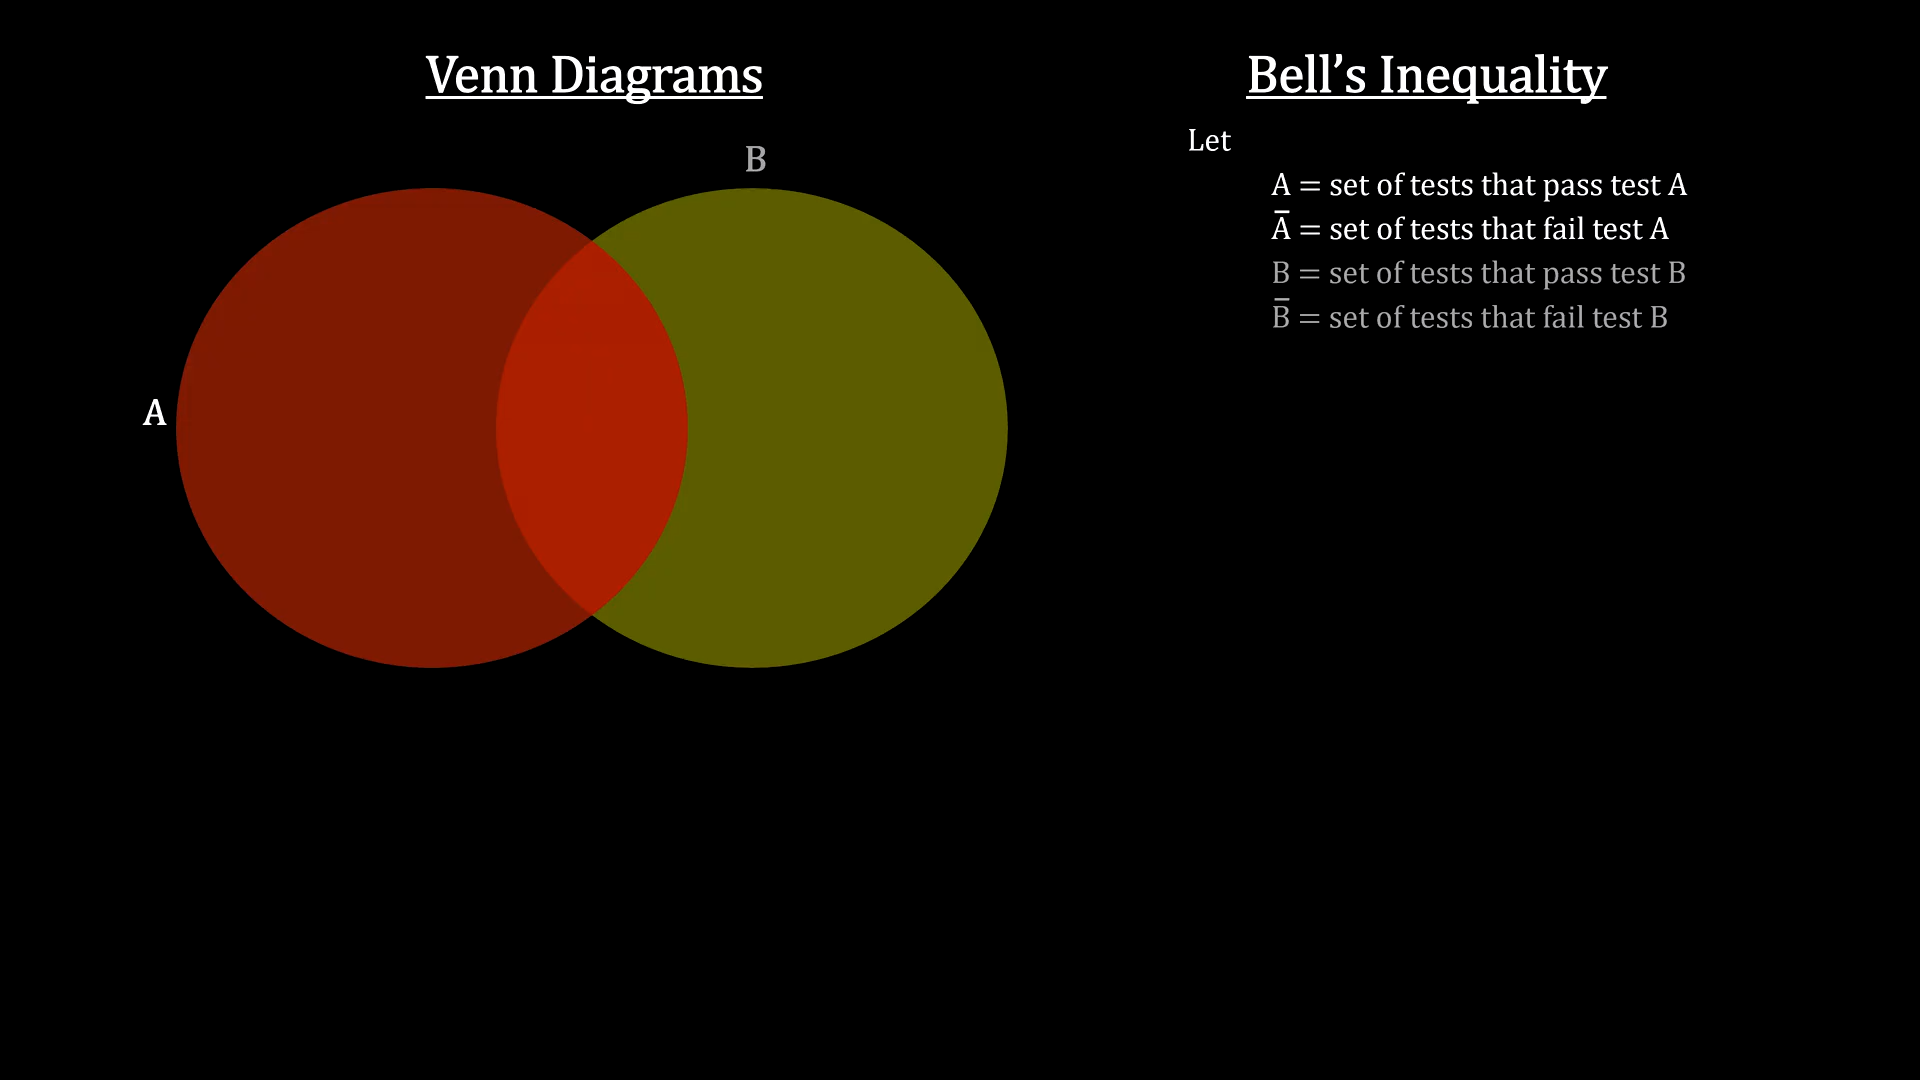 Venn Diagrams
Bell’s Inequality
Let
A = set of tests that pass test A
A̅ = set of tests that fail test A
B = set of tests that pass test B
B̅ = set of tests that fail test B
B
A